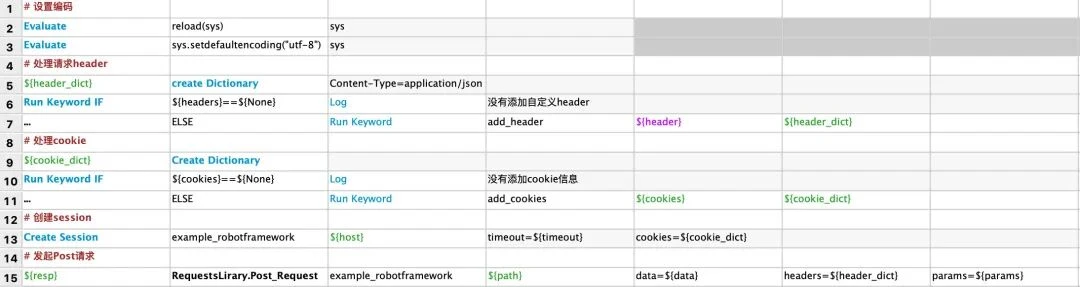 1 # 设置编码
2 Evaluate reload(sys) sys
3 Evaluate sys.setdefaultencoding("utf-8") sys
4 # 处理请求header
5 ${header_dict} create Dictionary Content-Type=application/json
6 Run Keyword IF ${headers}==${None} Log 没有添加自定义header
7 ... ELSE Run Keyword add_header ${header} ${header_dict}
8 # 处理cookie
9 ${cookie_dict} Create Dictionary
10 Run Keyword IF ${cookies}==${None} Log 没有添加cookie信息
11 ... ELSE Run Keyword add_cookies ${cookies} ${cookie_dict}
12 # 创建session
13 Create Session example_robotframework ${host} timeout=${timeout} cookies=${cookie_dict}
14 # 发起Post请求
15 ${resp} RequestsLirary.Post_Request example_robotframework ${path} data=${data} headers=${header_dict} params=${params}